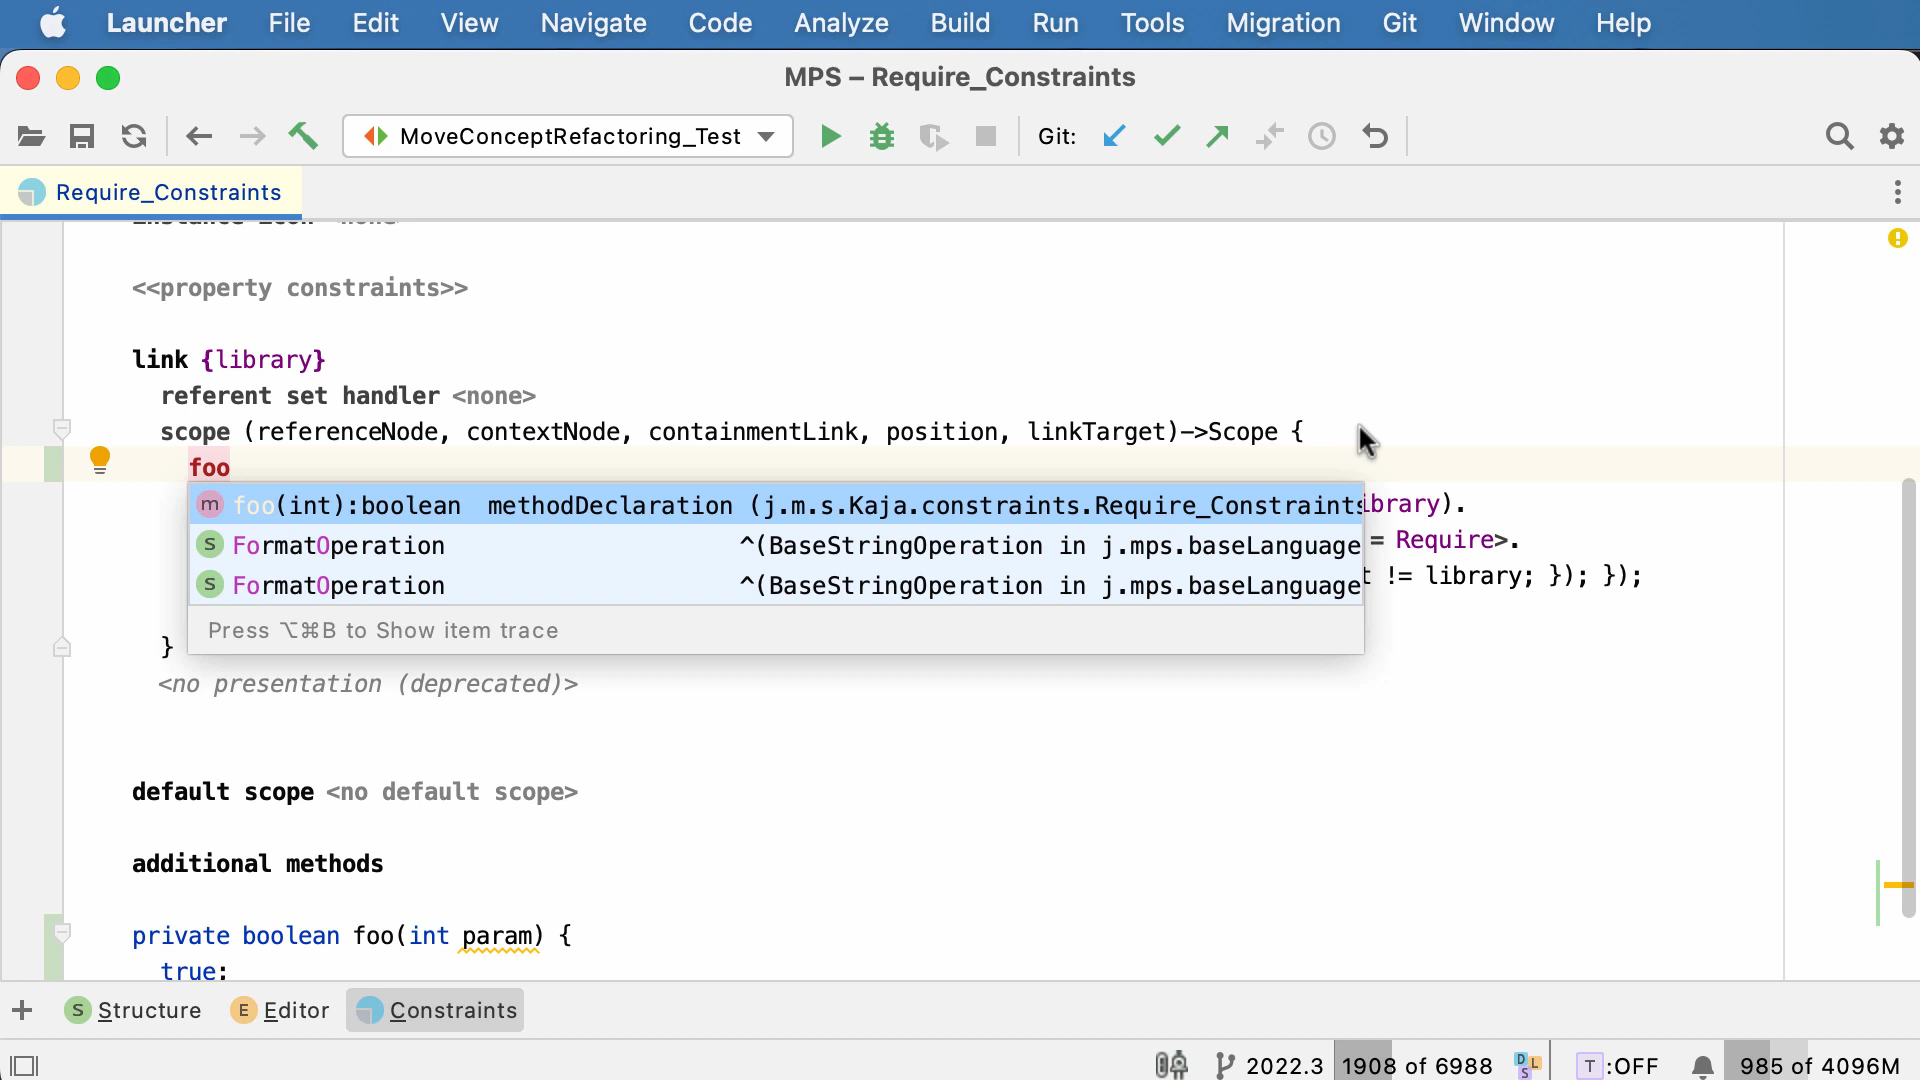 Launcher File Edit View Navigate Code Analyze Build Run Tools Migration Git Window Help
MPS – Require_Constraints
MoveConceptRefactoring_Test Git:
Require_Constraints
<<property constraints>>
link {library}
referent set handler <none>
scope (referenceNode, contextNode, containmentLink, position, linkTarget)->Scope {
foo
foo(int):boolean methodDeclaration (j.m.s.Kaja.constraints.Require_Constraints
ibrary).
FormatOperation ^(BaseStringOperation in j.mps.baseLanguage
= Require>.
FormatOperation ^(BaseStringOperation in j.mps.baseLanguage
t != library; }); });
Press ⌥⌘B to Show item trace
}
<no presentation (deprecated)>
default scope <no default scope>
additional methods
private boolean foo(int param) {
true;
S Structure E Editor Constraints
2022.3 1908 of 6988 DLS T :OFF 985 of 4096M